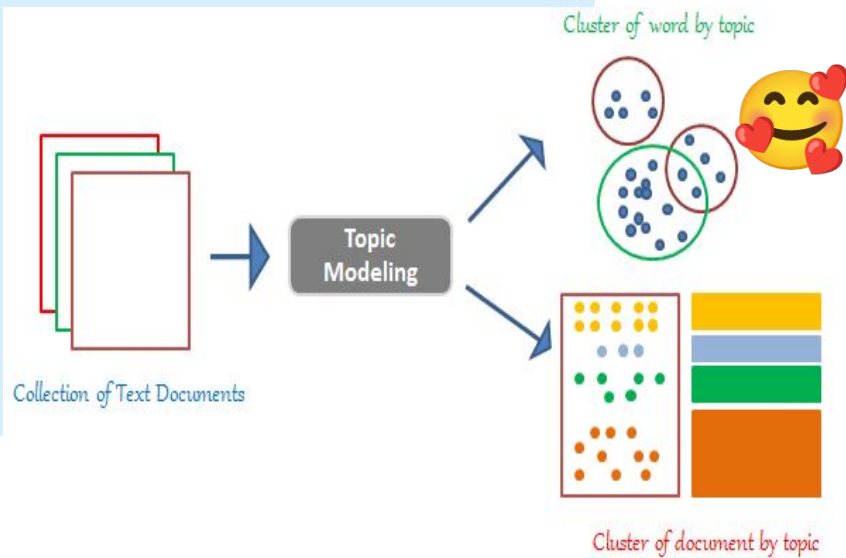 Cluster of word by topic
Topic
Modeling
Collection of Text Documents
Cluster of document by topic